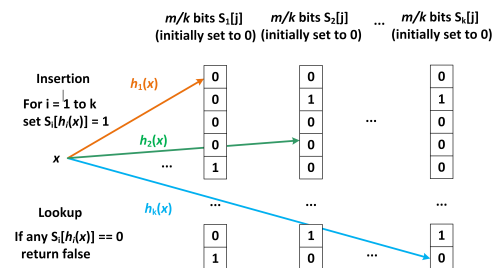 m/k bits S1[j] m/k bits S2[j] ... m/k bits Sk[j]
(initially set to 0) (initially set to 0) (initially set to 0)
Insertion
For i = 1 to k
set Si[hi(x)] = 1
h1(x)
h2(x)
hk(x)
x
0 0 0
0 1 1
0 0 0
...
0 0 0
... 1 0 0
... ... ...
Lookup
If any Si[hi(x)] == 0
return false
0 1 1
1 0 ... 0